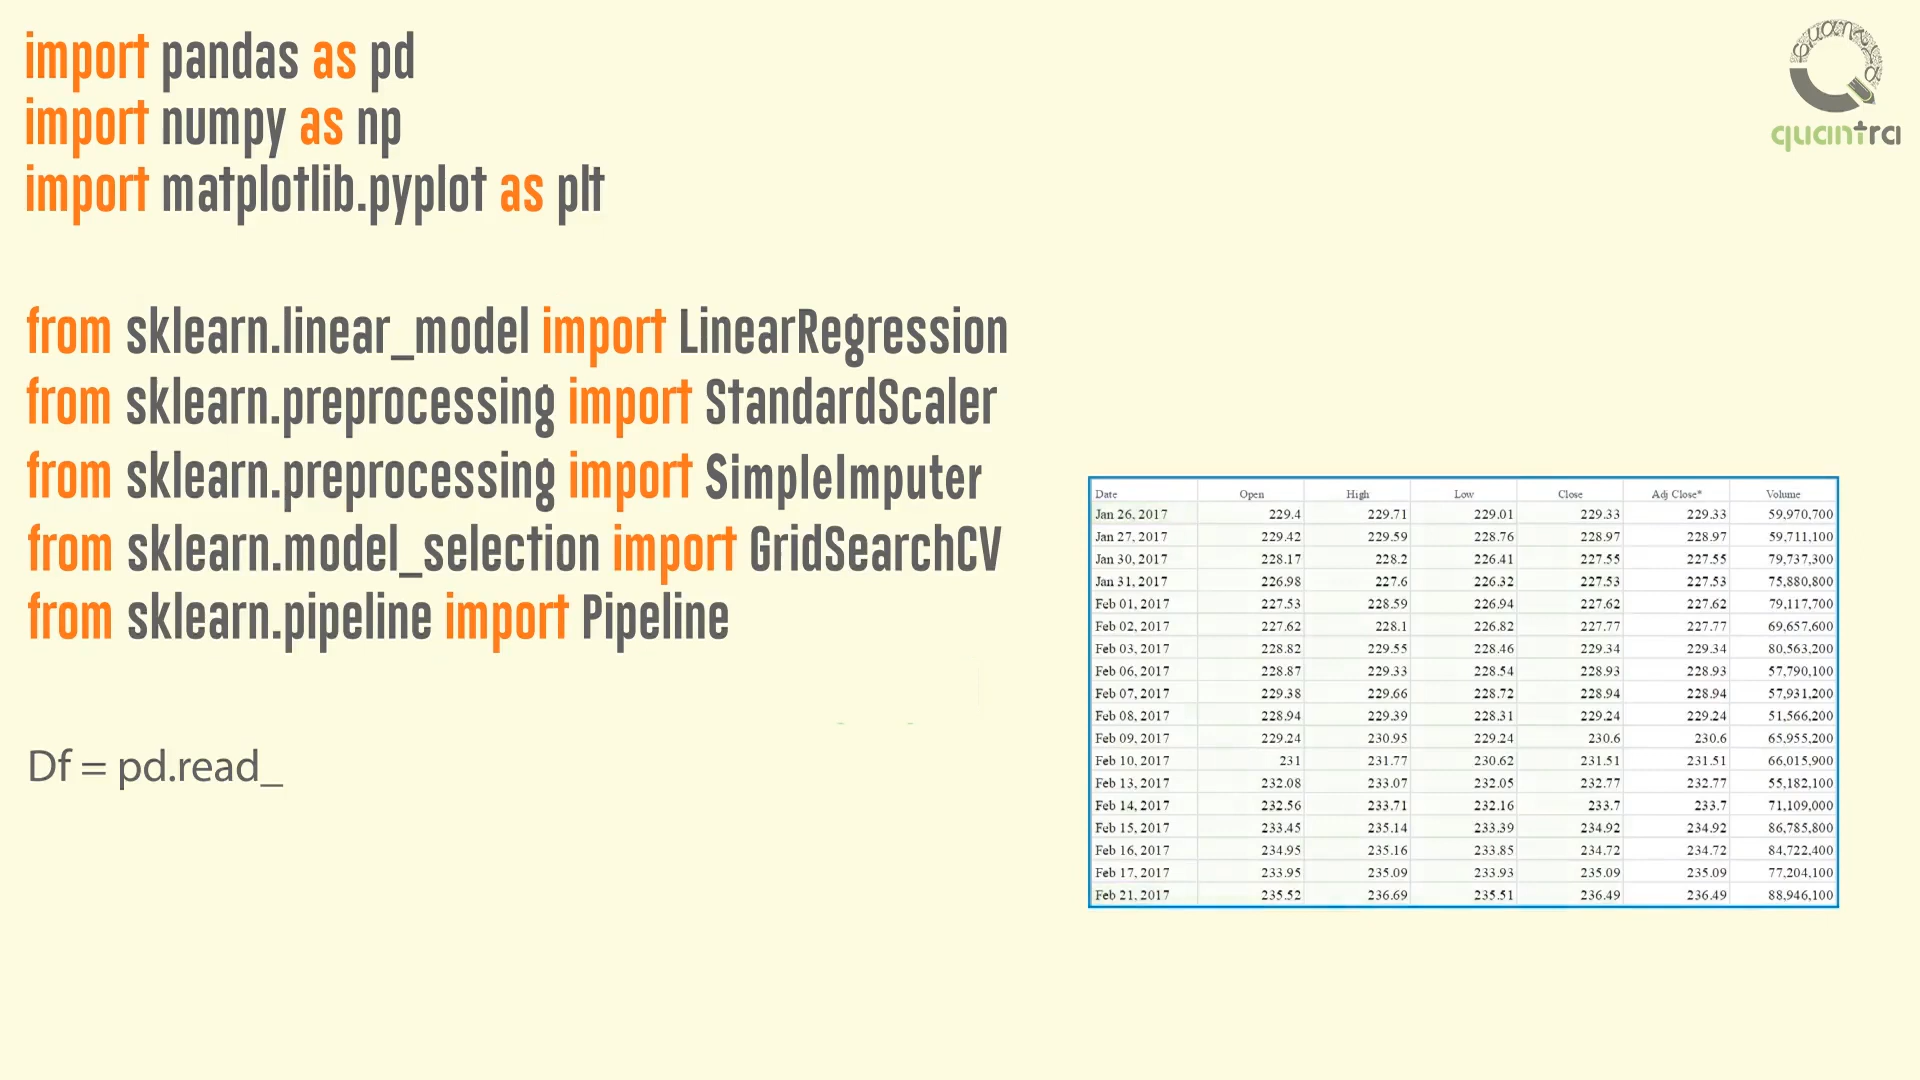 import pandas as pd
import numpy as np
import matplotlib.pyplot as plt
quantra
from sklearn.linear_model import LinearRegression
from sklearn.preprocessing import StandardScaler
from sklearn.preprocessing import SimpleImputer
from sklearn.model_selection import GridSearchCV
from sklearn.pipeline import Pipeline
Df = pd.read_
Date Open High Low Close Adj Close* Volume
Jan 26, 2017 229.4 229.71 229.01 229.33 229.33 59,970,700
Jan 27, 2017 229.42 229.59 228.76 228.97 228.97 59,711,100
Jan 30, 2017 228.17 228.2 226.41 227.55 227.55 79,737,300
Jan 31, 2017 226.98 227.6 226.32 227.53 227.53 75,880,800
Feb 01, 2017 227.53 228.59 226.94 227.62 227.62 79,117,700
Feb 02, 2017 227.62 228.1 226.82 227.77 227.77 69,657,600
Feb 03, 2017 228.82 229.55 228.46 229.34 229.34 80,563,200
Feb 06, 2017 228.87 229.33 228.54 228.93 228.93 57,790,100
Feb 07, 2017 229.38 229.66 228.72 228.94 228.94 57,931,200
Feb 08, 2017 228.94 229.39 228.31 229.24 229.24 51,566,200
Feb 09, 2017 229.24 230.95 229.24 230.6 230.6 65,955,200
Feb 10, 2017 231 231.77 230.62 231.51 231.51 66,015,900
Feb 13, 2017 232.08 233.07 232.05 232.77 232.77 55,182,100
Feb 14, 2017 232.56 233.71 232.16 233.7 233.7 71,109,000
Feb 15, 2017 233.45 235.14 233.39 234.92 234.92 86,785,800
Feb 16, 2017 234.95 235.16 233.85 234.72 234.72 84,722,400
Feb 17, 2017 233.95 235.09 233.93 235.09 235.09 77,204,100
Feb 21, 2017 235.52 236.69 235.51 236.49 236.49 88,946,100